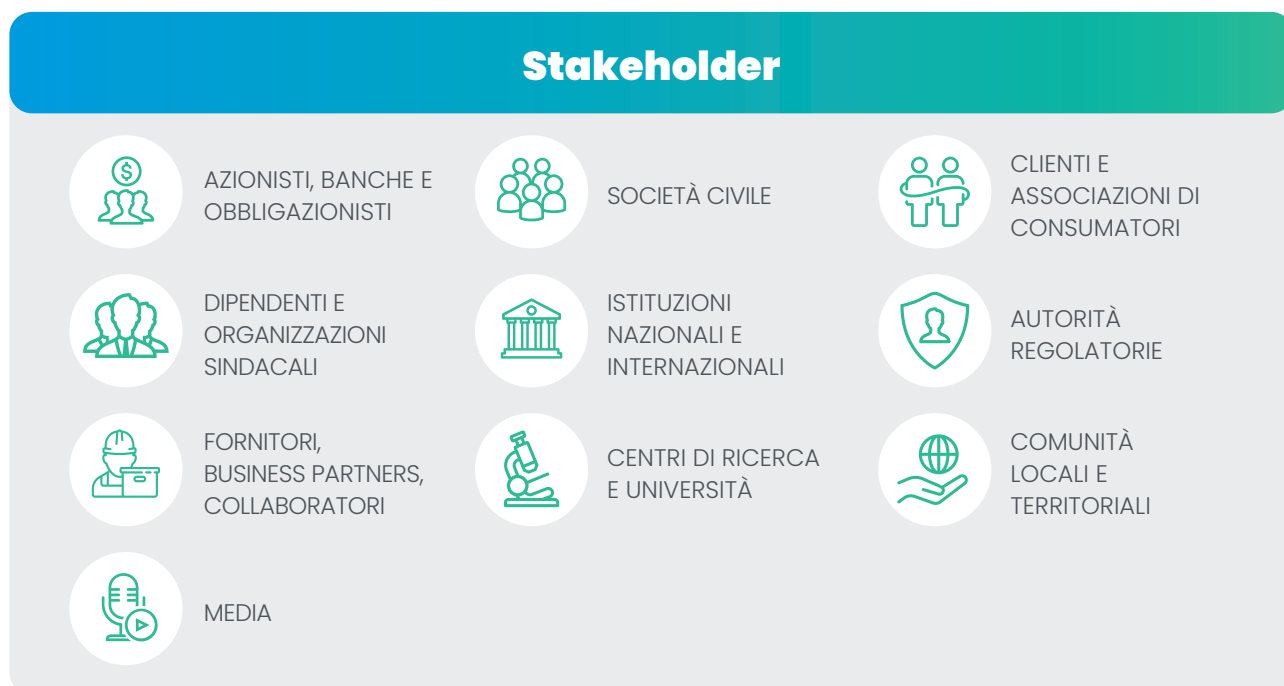 Stakeholder
AZIONISTI, BANCHE E
OBBLIGAZIONISTI
SOCIETÀ CIVILE
CLIENTI E
ASSOCIAZIONI DI
CONSUMATORI
DIPENDENTI E
ORGANIZZAZIONI
SINDACALI
ISTITUZIONI
NAZIONALI E
INTERNAZIONALI
AUTORITÀ
REGOLATORIE
FORNITORI,
BUSINESS PARTNERS,
COLLABORATORI
CENTRI DI RICERCA
E UNIVERSITÀ
COMUNITÀ
LOCALI E
TERRITORIALI
MEDIA